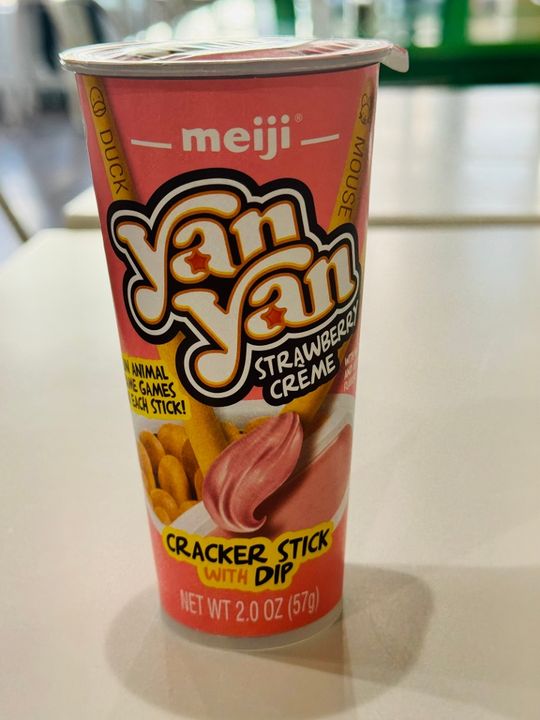 meiji®
DUCK
MOUSE
yan
yan
STRAWBERRY
CRÈME
ANIMAL
GAMES
EACH STICK!
CRACKER STICK
WITH DIP
NET WT 2.0 OZ (57g)